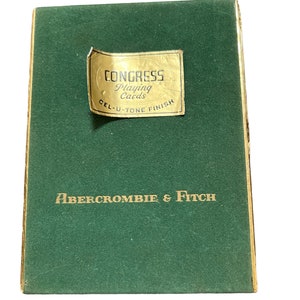 CONGRESS
Playing
Cards
CEL-U-TONE FINISH
ABERCROMBIE & FITCH